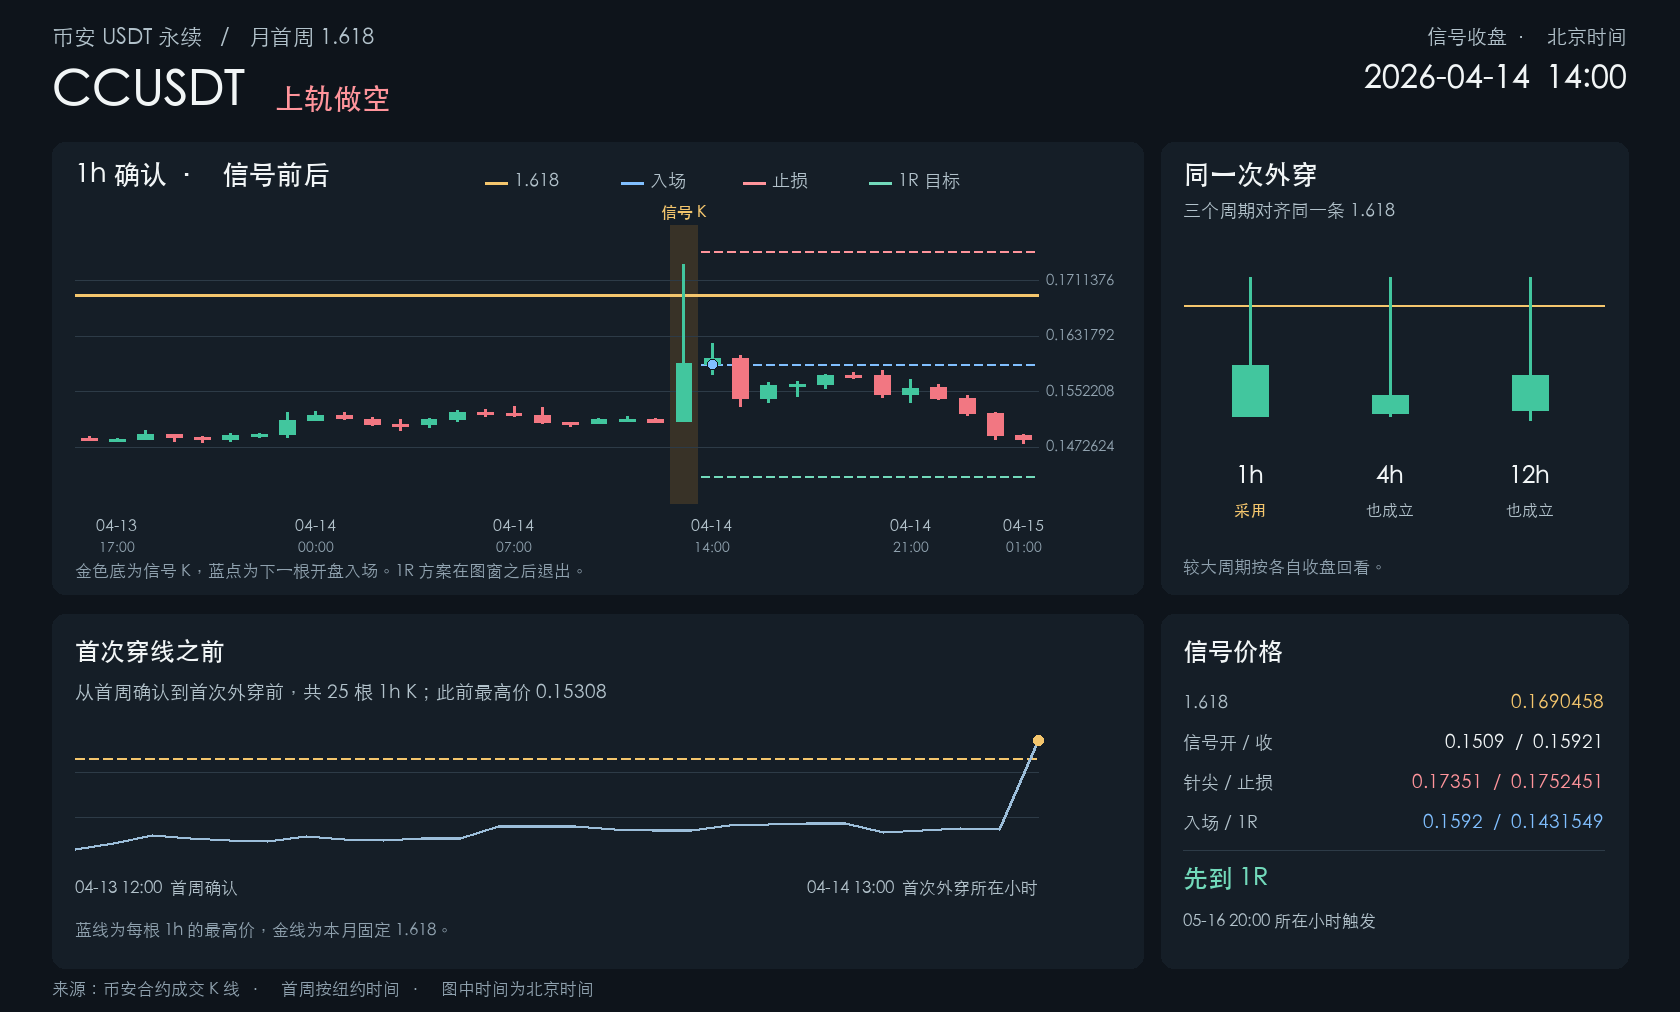 币安 USDT 永续 / 月首周 1.618
CCUSDT 上轨做空
信号收盘 · 北京时间
2026-04-14 14:00
1h 确认 · 信号前后
1.618 入场 止损 1R 目标
信号 K
0.1711376
0.1631792
0.1552208
0.1472624
04-13 04-14 04-14 04-14 04-14 04-15
17:00 00:00 07:00 14:00 21:00 01:00
金色底为信号 K，蓝点为下一根开盘入场。1R 方案在图窗之后退出。
同一次外穿
三个周期对齐同一条 1.618
1h 4h 12h
采用 也成立 也成立
较大周期按各自收盘回看。
首次穿线之前
从首周确认到首次外穿前，共 25 根 1h K；此前最高价 0.15308
04-13 12:00 首周确认
04-14 13:00 首次外穿所在小时
蓝线为每根 1h 的最高价，金线为本月固定 1.618。
信号价格
1.618 0.1690458
信号开 / 收 0.1509 / 0.15921
针尖 / 止损 0.17351 / 0.1752451
入场 / 1R 0.1592 / 0.1431549
先到 1R
05-16 20:00 所在小时触发
来源：币安合约成交 K 线 · 首周按纽约时间 · 图中时间为北京时间